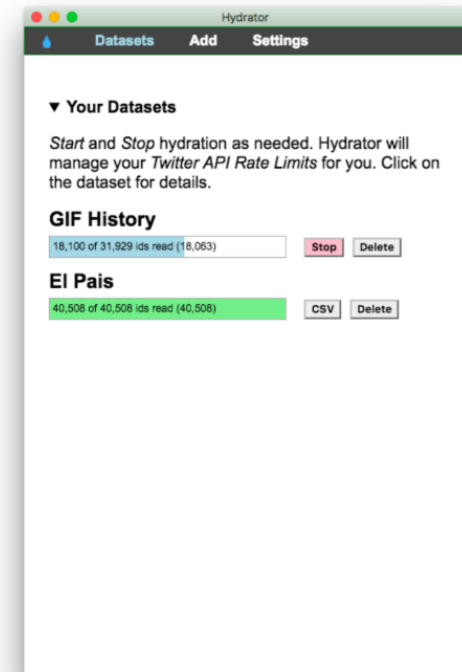 Hydrator
Datasets Add Settings
▼ Your Datasets
Start and Stop hydration as needed. Hydrator will
manage your Twitter API Rate Limits for you. Click on
the dataset for details.
GIF History
18,100 of 31,929 ids read (18,063) Stop Delete
El Pais
40,508 of 40,508 ids read (40,508) CSV Delete